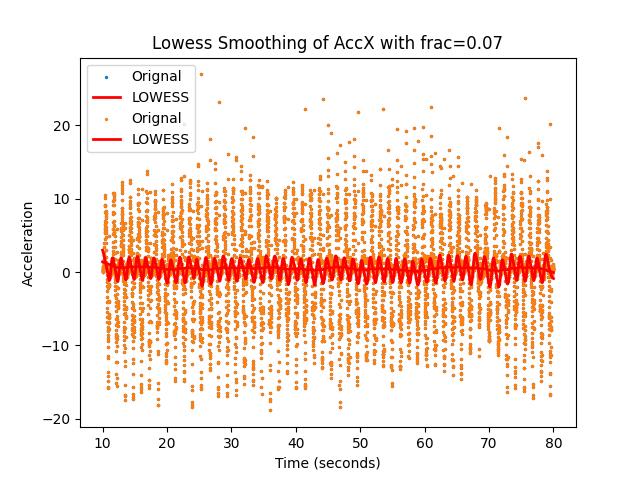 Lowess Smoothing of AccX with frac=0.07
Orignal
LOWESS
Orignal
LOWESS
20
10
0
−10
−20
Acceleration
10 20 30 40 50 60 70 80
Time (seconds)